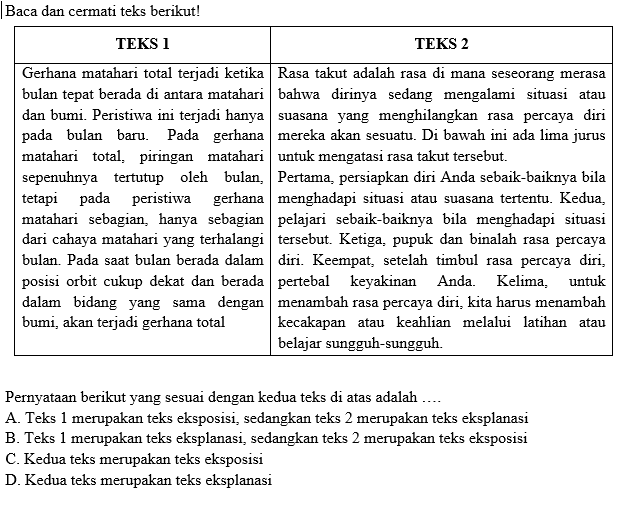 Baca dan cermati teks berikut!
TEKS 1
Gerhana matahari total terjadi ketika
bulan tepat berada di antara matahari
dan bumi. Peristiwa ini terjadi hanya
pada bulan baru. Pada gerhana
matahari total, piringan matahari
sepenuhnya tertutup oleh bulan,
tetapi pada peristiwa gerhana
matahari sebagian, hanya sebagian
dari cahaya matahari yang terhalangi
bulan. Pada saat bulan berada dalam
posisi orbit cukup dekat dan berada
dalam bidang yang sama dengan
bumi, akan terjadi gerhana total
TEKS 2
Rasa takut adalah rasa di mana seseorang merasa
bahwa dirinya sedang mengalami situasi atau
suasana yang menghilangkan rasa percaya diri
mereka akan sesuatu. Di bawah ini ada lima jurus
untuk mengatasi rasa takut tersebut.
Pertama, persiapkan diri Anda sebaik-baiknya bila
menghadapi situasi atau suasana tertentu. Kedua,
pelajari sebaik-baiknya bila menghadapi situasi
tersebut. Ketiga, pupuk dan binalah rasa percaya
diri. Keempat, setelah timbul rasa percaya diri,
pertebal keyakinan Anda. Kelima, untuk
menambah rasa percaya diri, kita harus menambah
kecakapan atau keahlian melalui latihan atau
belajar sungguh-sungguh.
Pernyataan berikut yang sesuai dengan kedua teks di atas adalah ….
A. Teks 1 merupakan teks eksposisi, sedangkan teks 2 merupakan teks eksplanasi
B. Teks 1 merupakan teks eksplanasi, sedangkan teks 2 merupakan teks eksposisi
C. Kedua teks merupakan teks eksposisi
D. Kedua teks merupakan teks eksplanasi